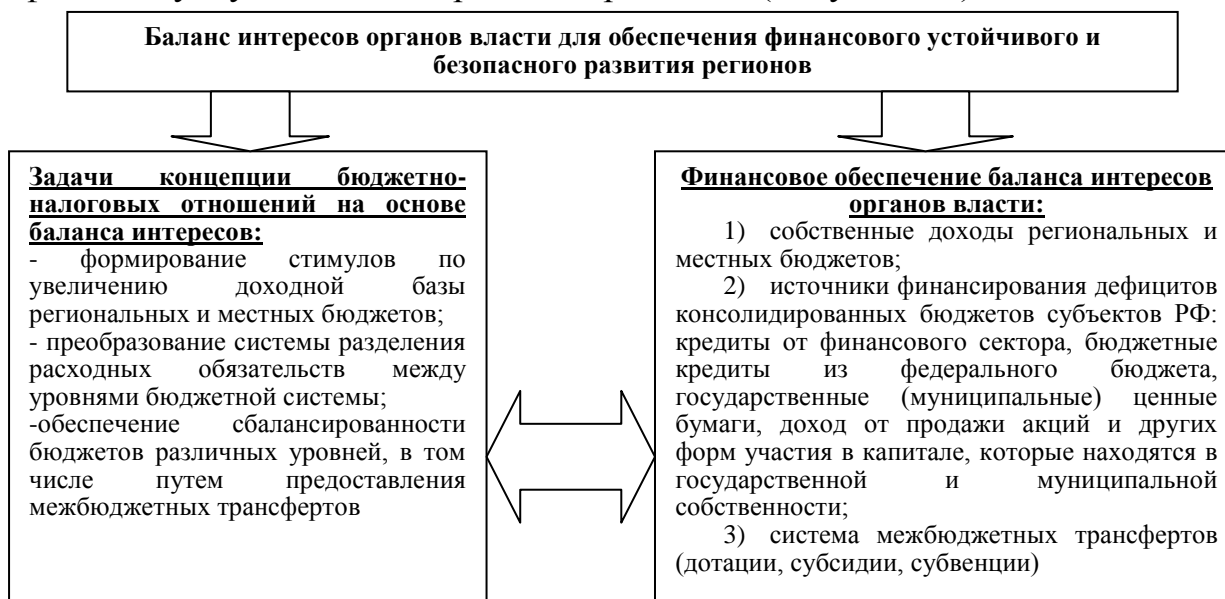 Баланс интересов органов власти для обеспечения финансового устойчивого и
безопасного развития регионов
Задачи концепции бюджетно-
налоговых отношений на основе
баланса интересов:
- формирование стимулов по
увеличению доходной базы
региональных и местных бюджетов;
- преобразование системы разделения
расходных обязательств между
уровнями бюджетной системы;
-обеспечение сбалансированности
бюджетов различных уровней, в том
числе путем предоставления
межбюджетных трансфертов
Финансовое обеспечение баланса интересов
органов власти:
1) собственные доходы региональных и
местных бюджетов;
2) источники финансирования дефицитов
консолидированных бюджетов субъектов РФ:
кредиты от финансового сектора, бюджетные
кредиты из федерального бюджета,
государственные (муниципальные) ценные
бумаги, доход от продажи акций и других
форм участия в капитале, которые находятся в
государственной и муниципальной
собственности;
3) система межбюджетных трансфертов
(дотации, субсидии, субвенции)